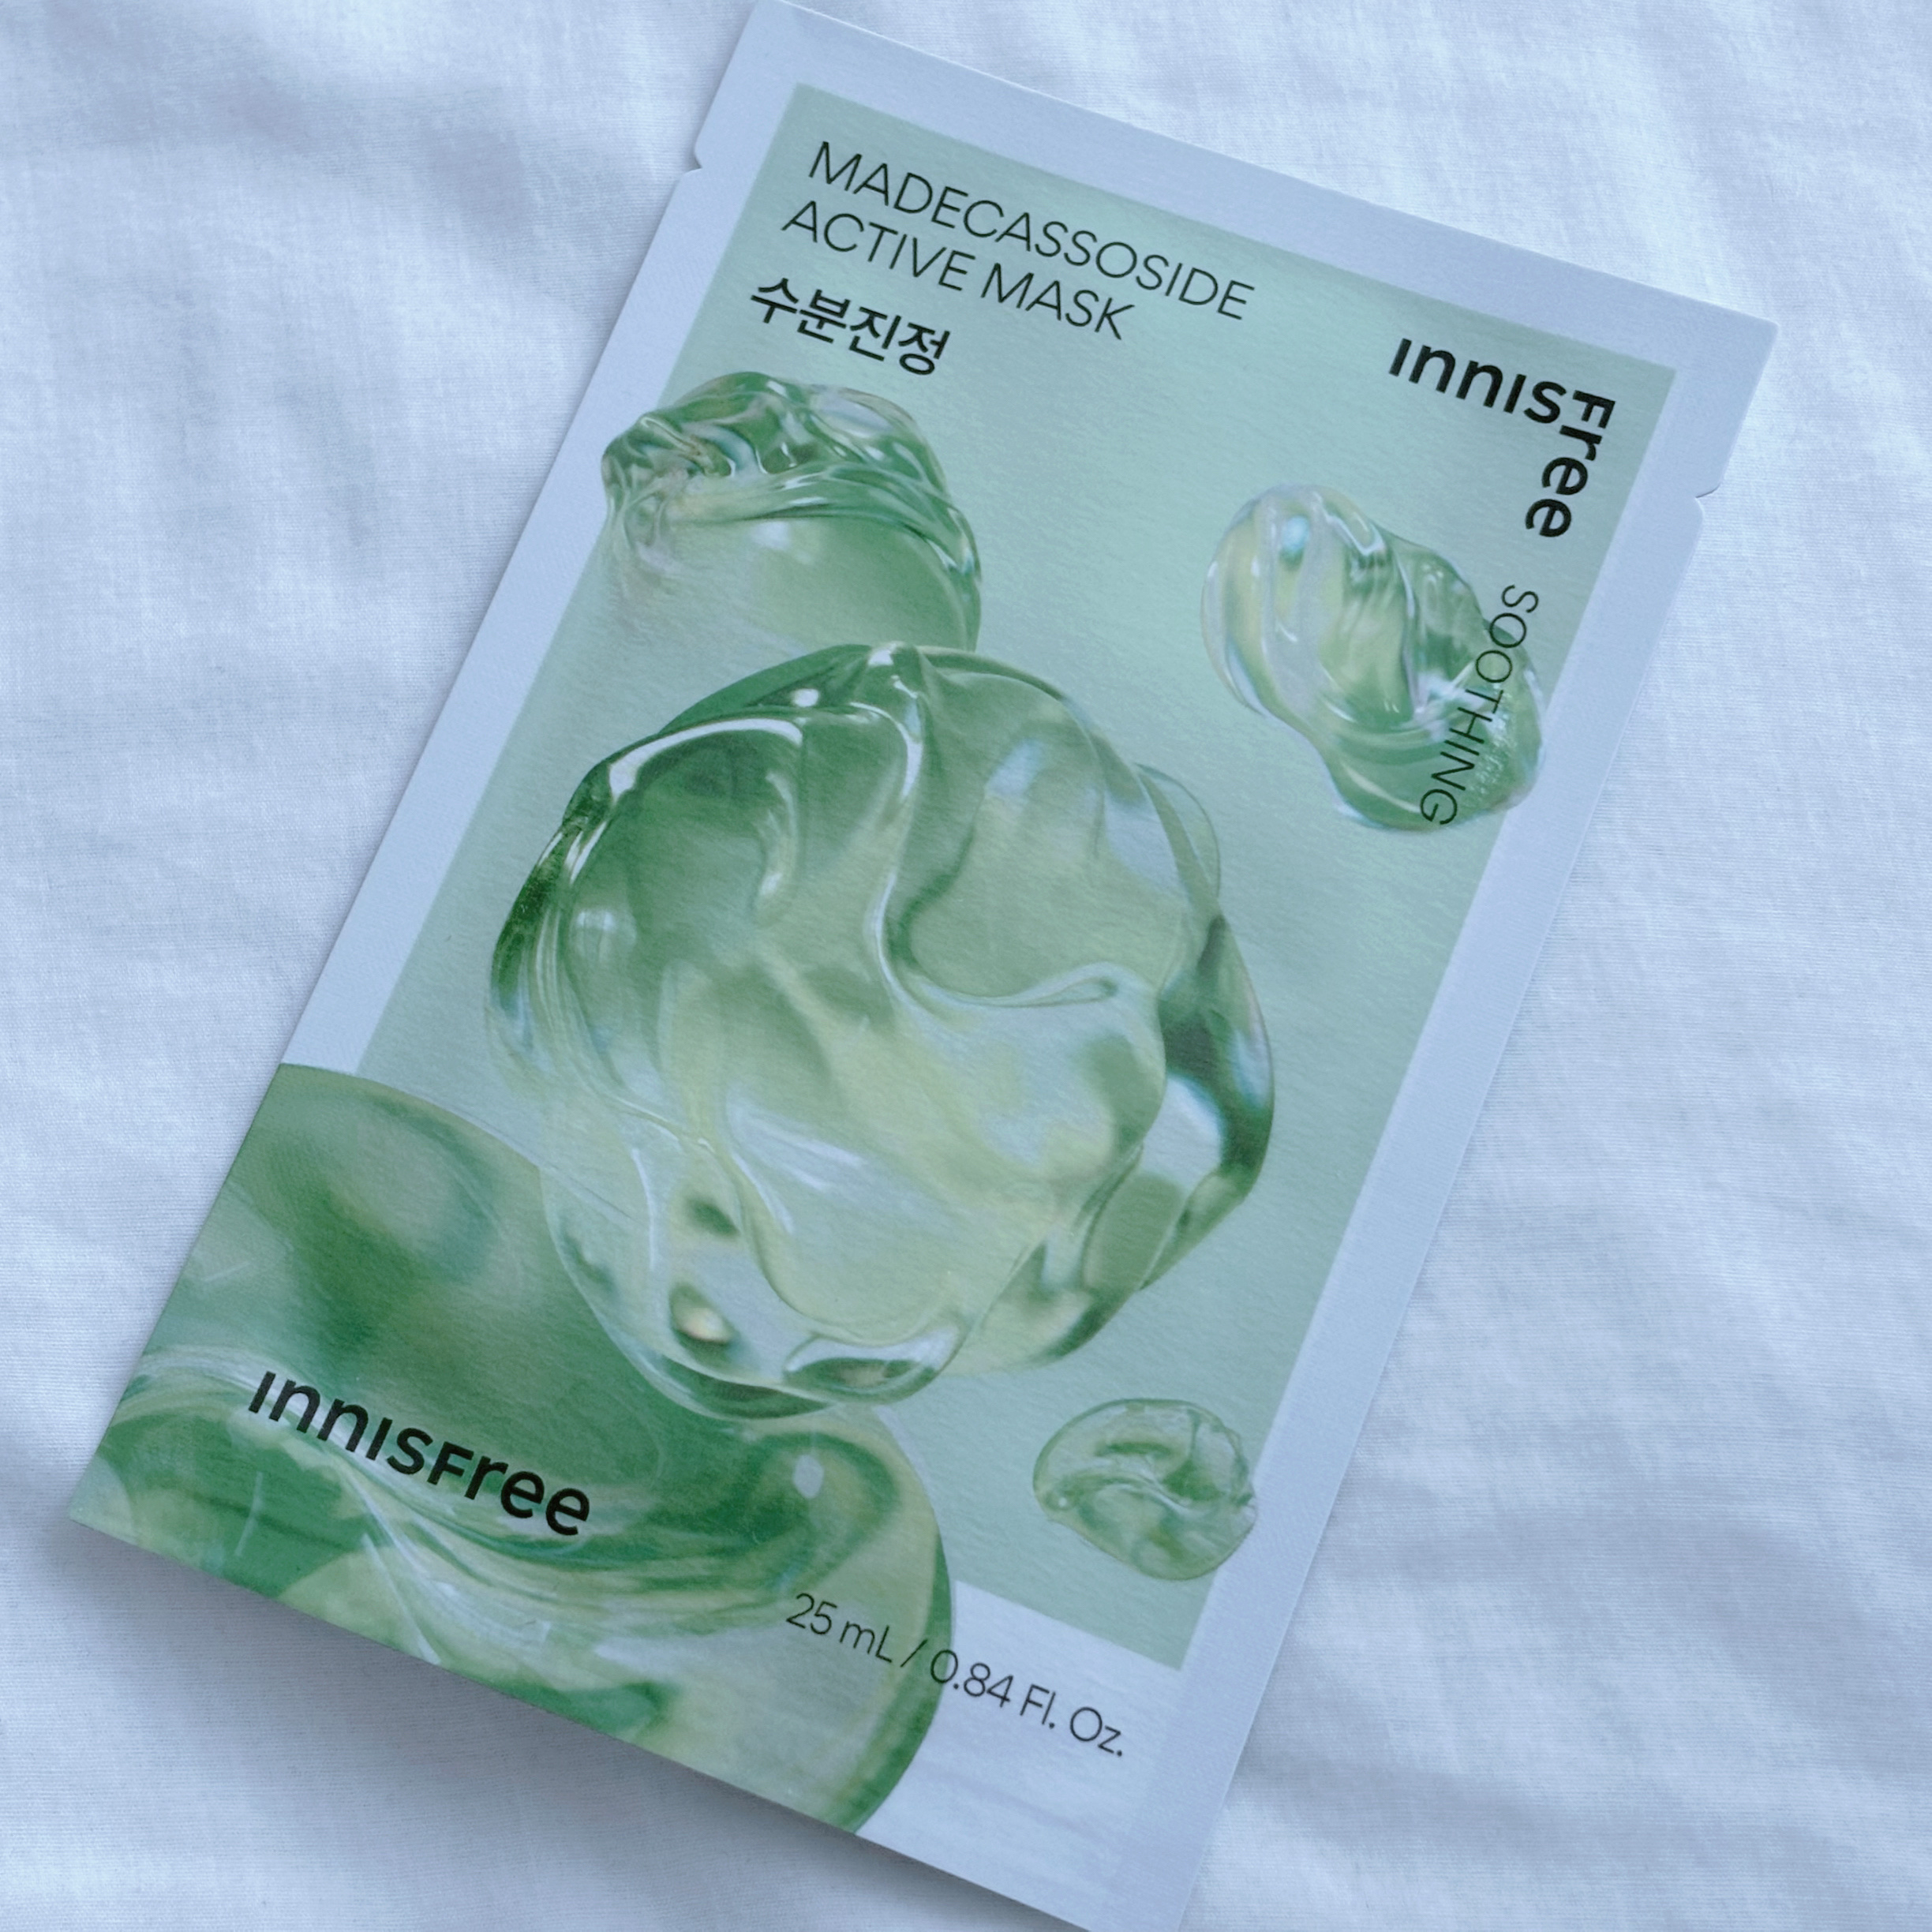 MADECASSOSIDE
ACTIVE MASK
수분진정
INNISFree
SOOTHING
INNISFree
25 mL / 0.84 Fl. Oz.